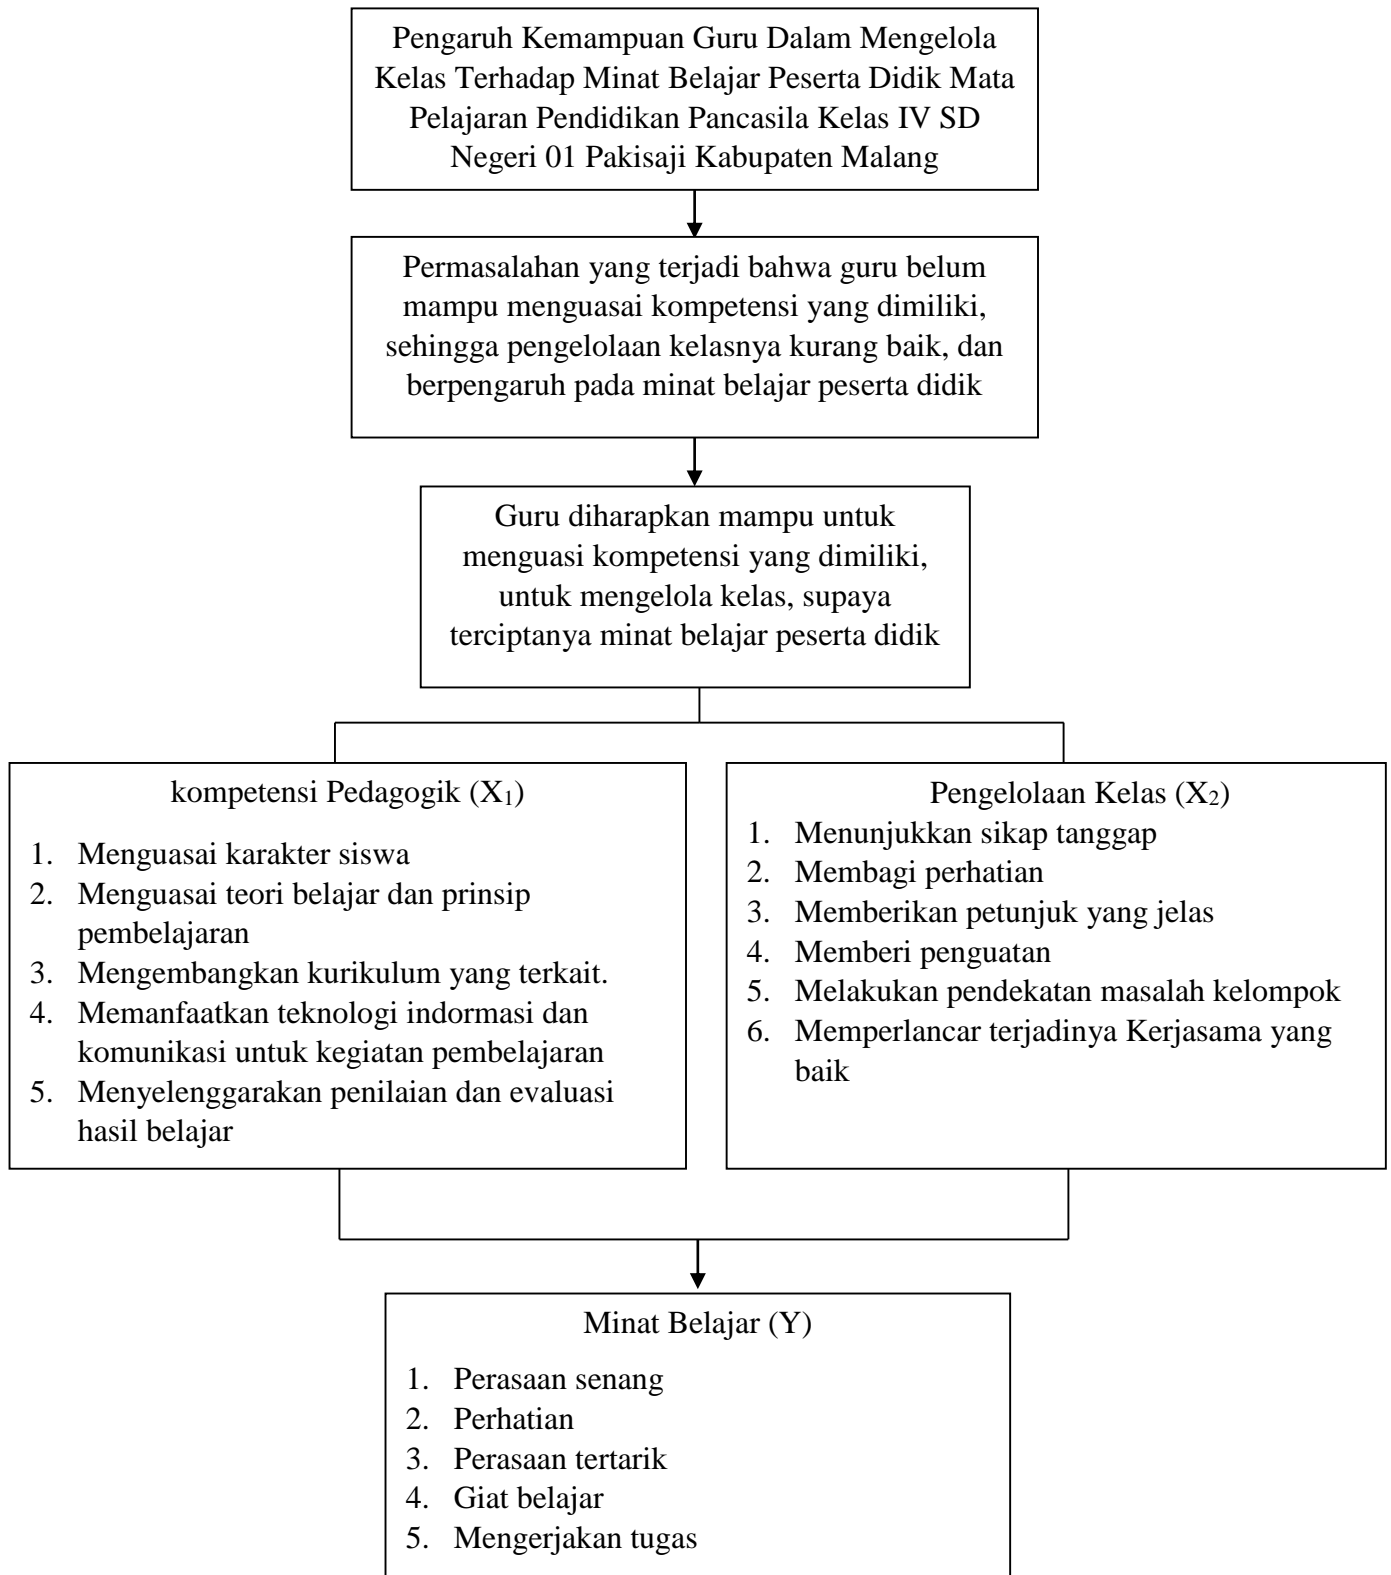 Pengaruh Kemampuan Guru Dalam Mengelola
Kelas Terhadap Minat Belajar Peserta Didik Mata
Pelajaran Pendidikan Pancasila Kelas IV SD
Negeri 01 Pakisaji Kabupaten Malang
Permasalahan yang terjadi bahwa guru belum
mampu menguasai kompetensi yang dimiliki,
sehingga pengelolaan kelasnya kurang baik, dan
berpengaruh pada minat belajar peserta didik
Guru diharapkan mampu untuk
menguasi kompetensi yang dimiliki,
untuk mengelola kelas, supaya
terciptanya minat belajar peserta didik
kompetensi Pedagogik (X₁)
1. Menguasai karakter siswa
2. Menguasai teori belajar dan prinsip
pembelajaran
3. Mengembangkan kurikulum yang terkait.
4. Memanfaatkan teknologi indormasi dan
komunikasi untuk kegiatan pembelajaran
5. Menyelenggarakan penilaian dan evaluasi
hasil belajar
Pengelolaan Kelas (X₂)
1. Menunjukkan sikap tanggap
2. Membagi perhatian
3. Memberikan petunjuk yang jelas
4. Memberi penguatan
5. Melakukan pendekatan masalah kelompok
6. Memperlancar terjadinya Kerjasama yang
baik
Minat Belajar (Y)
1. Perasaan senang
2. Perhatian
3. Perasaan tertarik
4. Giat belajar
5. Mengerjakan tugas